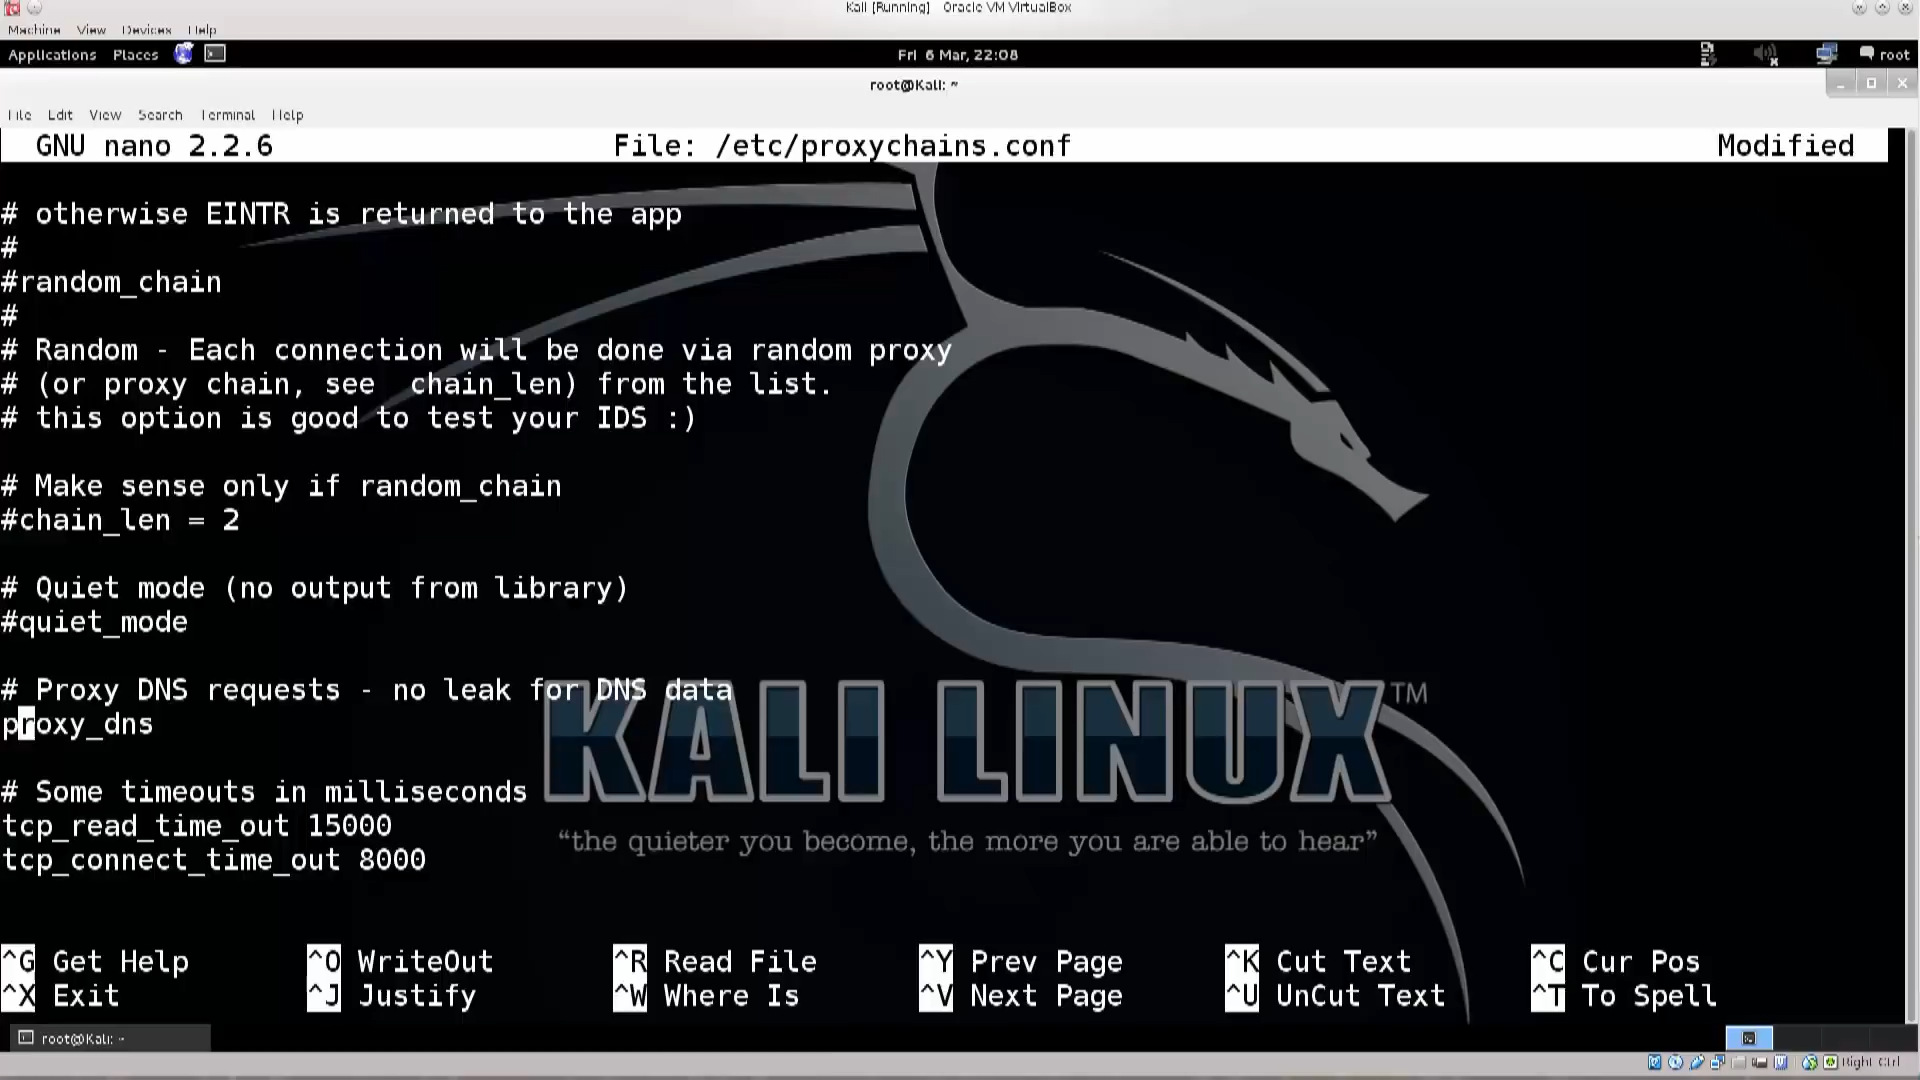 Kali [Running] - Oracle VM VirtualBox
Machine View Devices Help
Applications Places Fri 6 Mar, 22:08 root
root@Kali: ~
File Edit View Search Terminal Help
GNU nano 2.2.6 File: /etc/proxychains.conf Modified
# otherwise EINTR is returned to the app
#
#random_chain
#
# Random - Each connection will be done via random proxy
# (or proxy chain, see  chain_len) from the list.
# this option is good to test your IDS :)
# Make sense only if random_chain
#chain_len = 2
# Quiet mode (no output from library)
#quiet_mode
# Proxy DNS requests - no leak for DNS data
proxy_dns
# Some timeouts in milliseconds
tcp_read_time_out 15000
tcp_connect_time_out 8000
KALI LINUX™
“the quieter you become, the more you are able to hear”
^G Get Help ^O WriteOut ^R Read File ^Y Prev Page ^K Cut Text ^C Cur Pos
^X Exit ^J Justify ^W Where Is ^V Next Page ^U UnCut Text ^T To Spell
root@Kali: ~
Right Ctrl